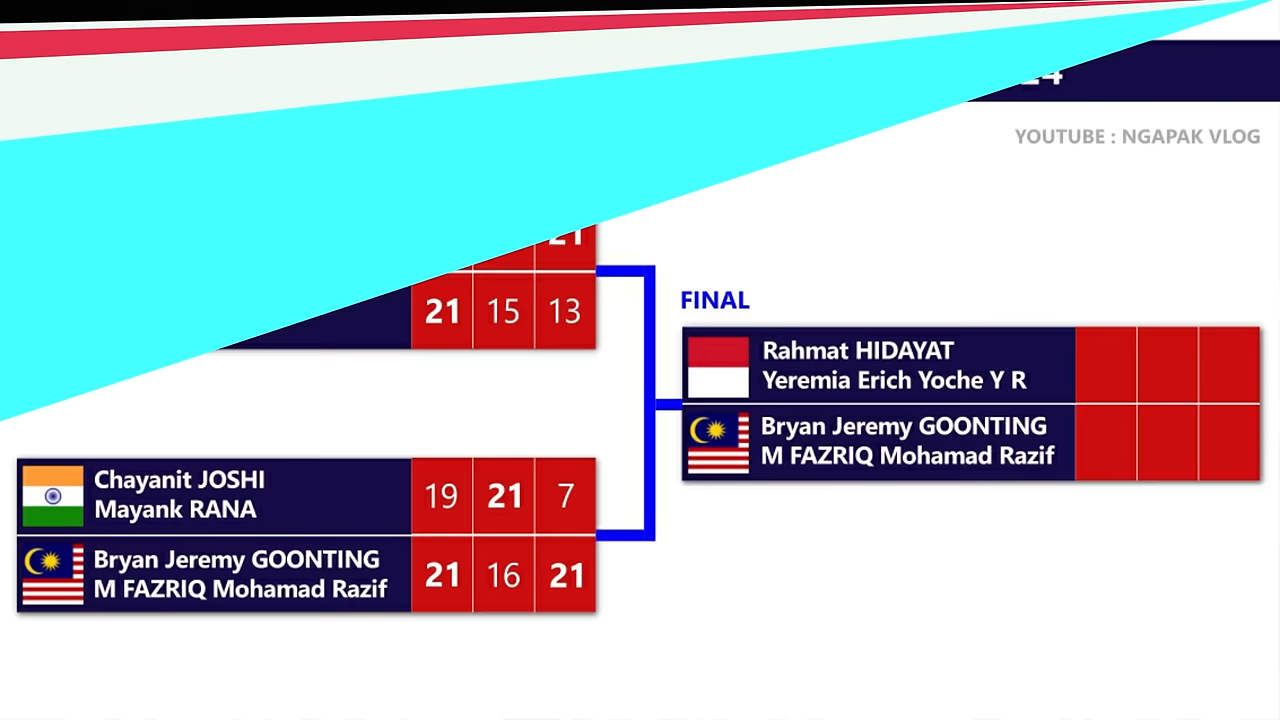 YOUTUBE : NGAPAK VLOG
21 15 13
FINAL
Rahmat HIDAYAT
Yeremia Erich Yoche Y R
Bryan Jeremy GOONTING
M FAZRIQ Mohamad Razif
Chayanit JOSHI
Mayank RANA
19 21 7
Bryan Jeremy GOONTING
M FAZRIQ Mohamad Razif
21 16 21